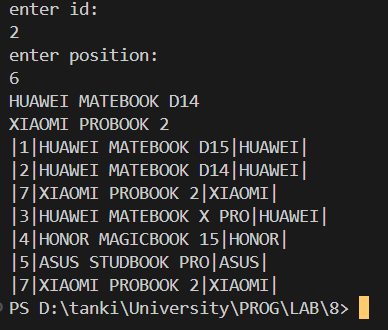 enter id:
2
enter position:
6
HUAWEI MATEBOOK D14
XIAOMI PROBOOK 2
|1|HUAWEI MATEBOOK D15|HUAWEI|
|2|HUAWEI MATEBOOK D14|HUAWEI|
|7|XIAOMI PROBOOK 2|XIAOMI|
|3|HUAWEI MATEBOOK X PRO|HUAWEI|
|4|HONOR MAGICBOOK 15|HONOR|
|5|ASUS STUDBOOK PRO|ASUS|
|7|XIAOMI PROBOOK 2|XIAOMI|
PS D:\tanki\University\PROG\LAB\8>